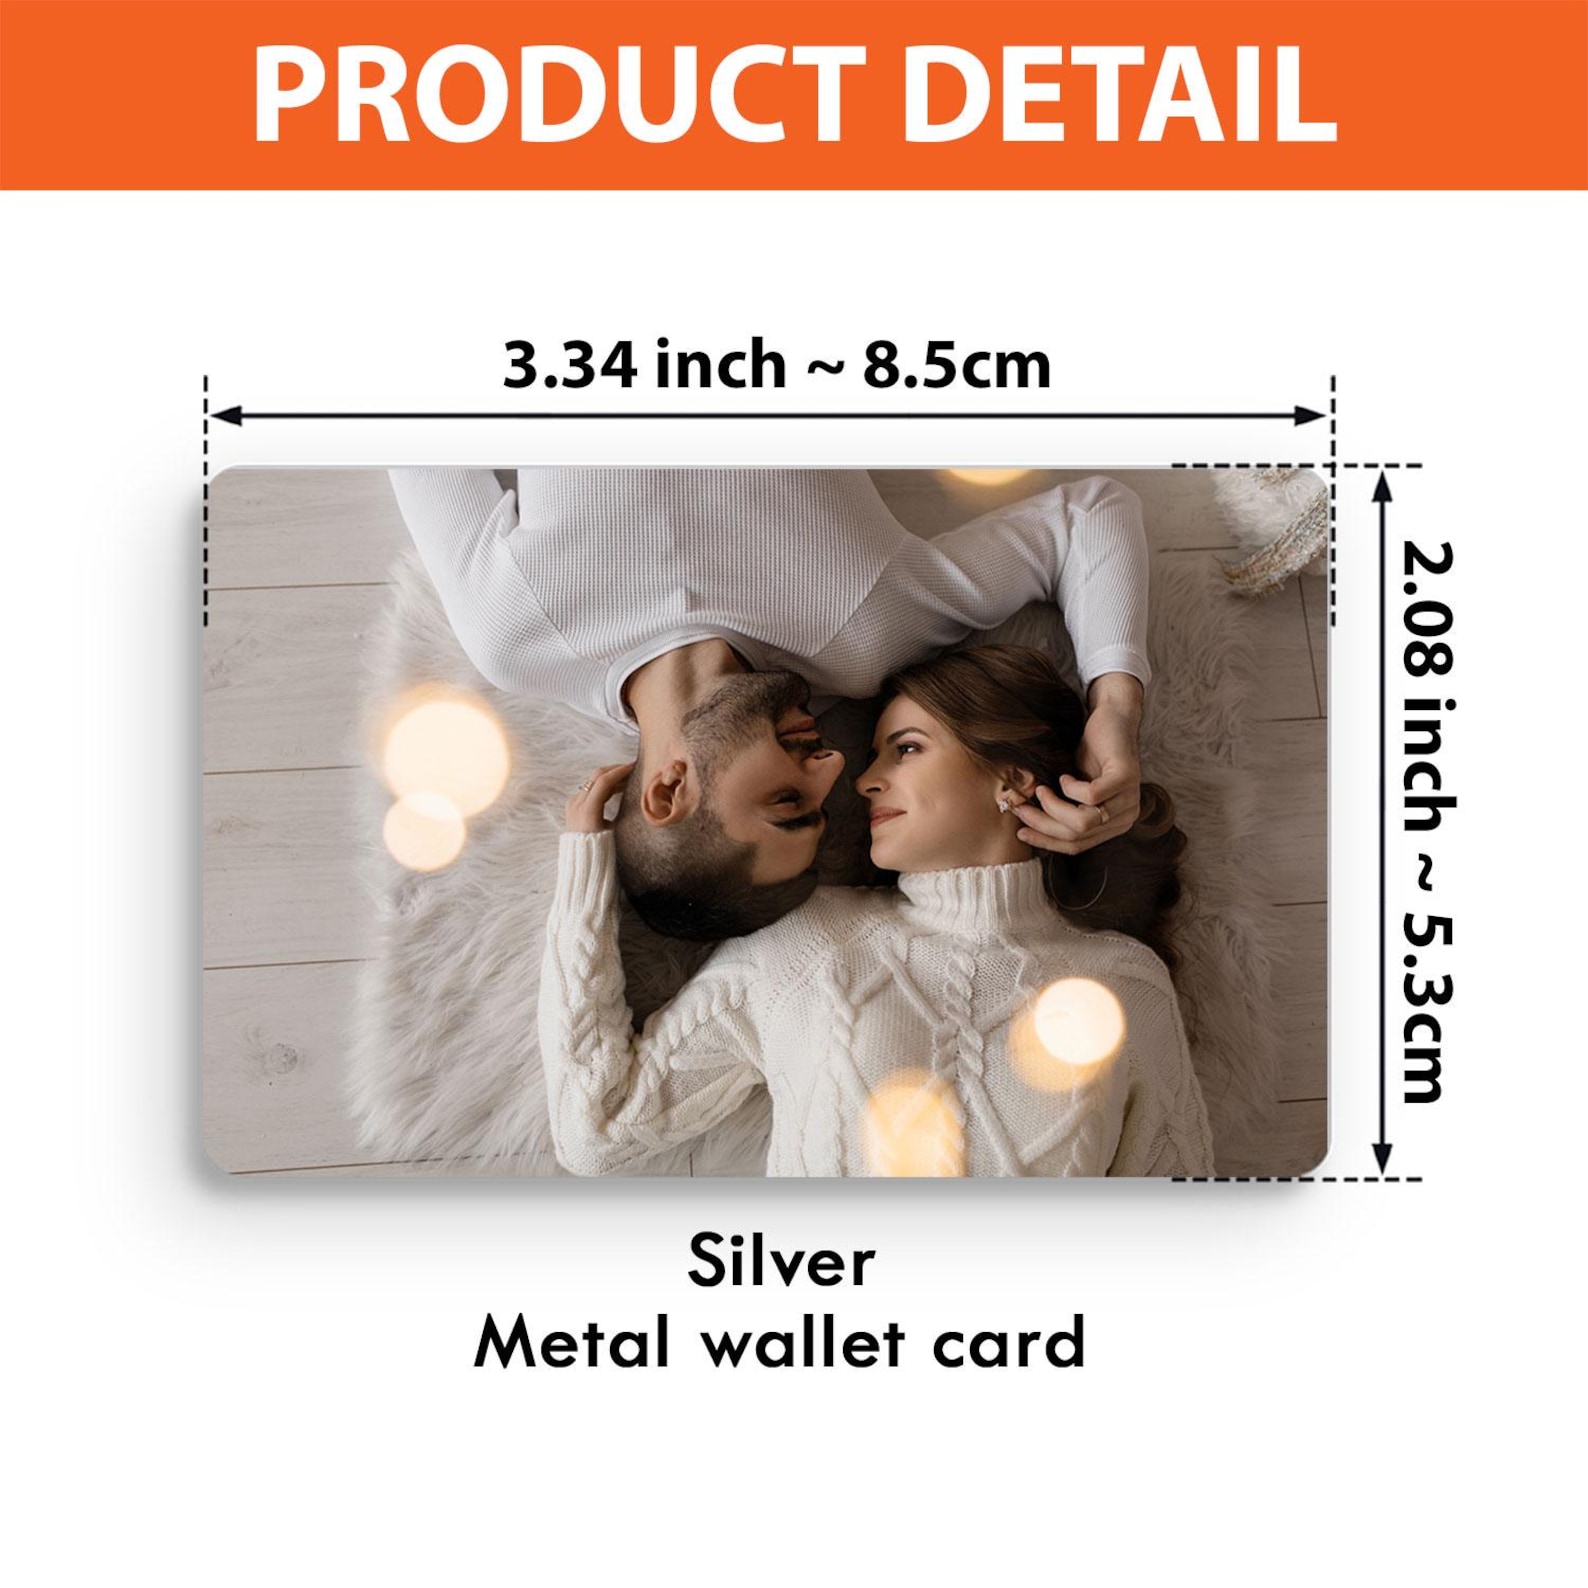 PRODUCT DETAIL
3.34 inch ~ 8.5cm
2.08 inch ~ 5.3cm
Silver
Metal wallet card